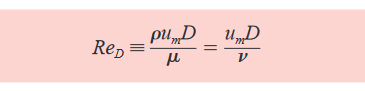 Re_D ≡ ρu_mD/μ = u_mD/ν